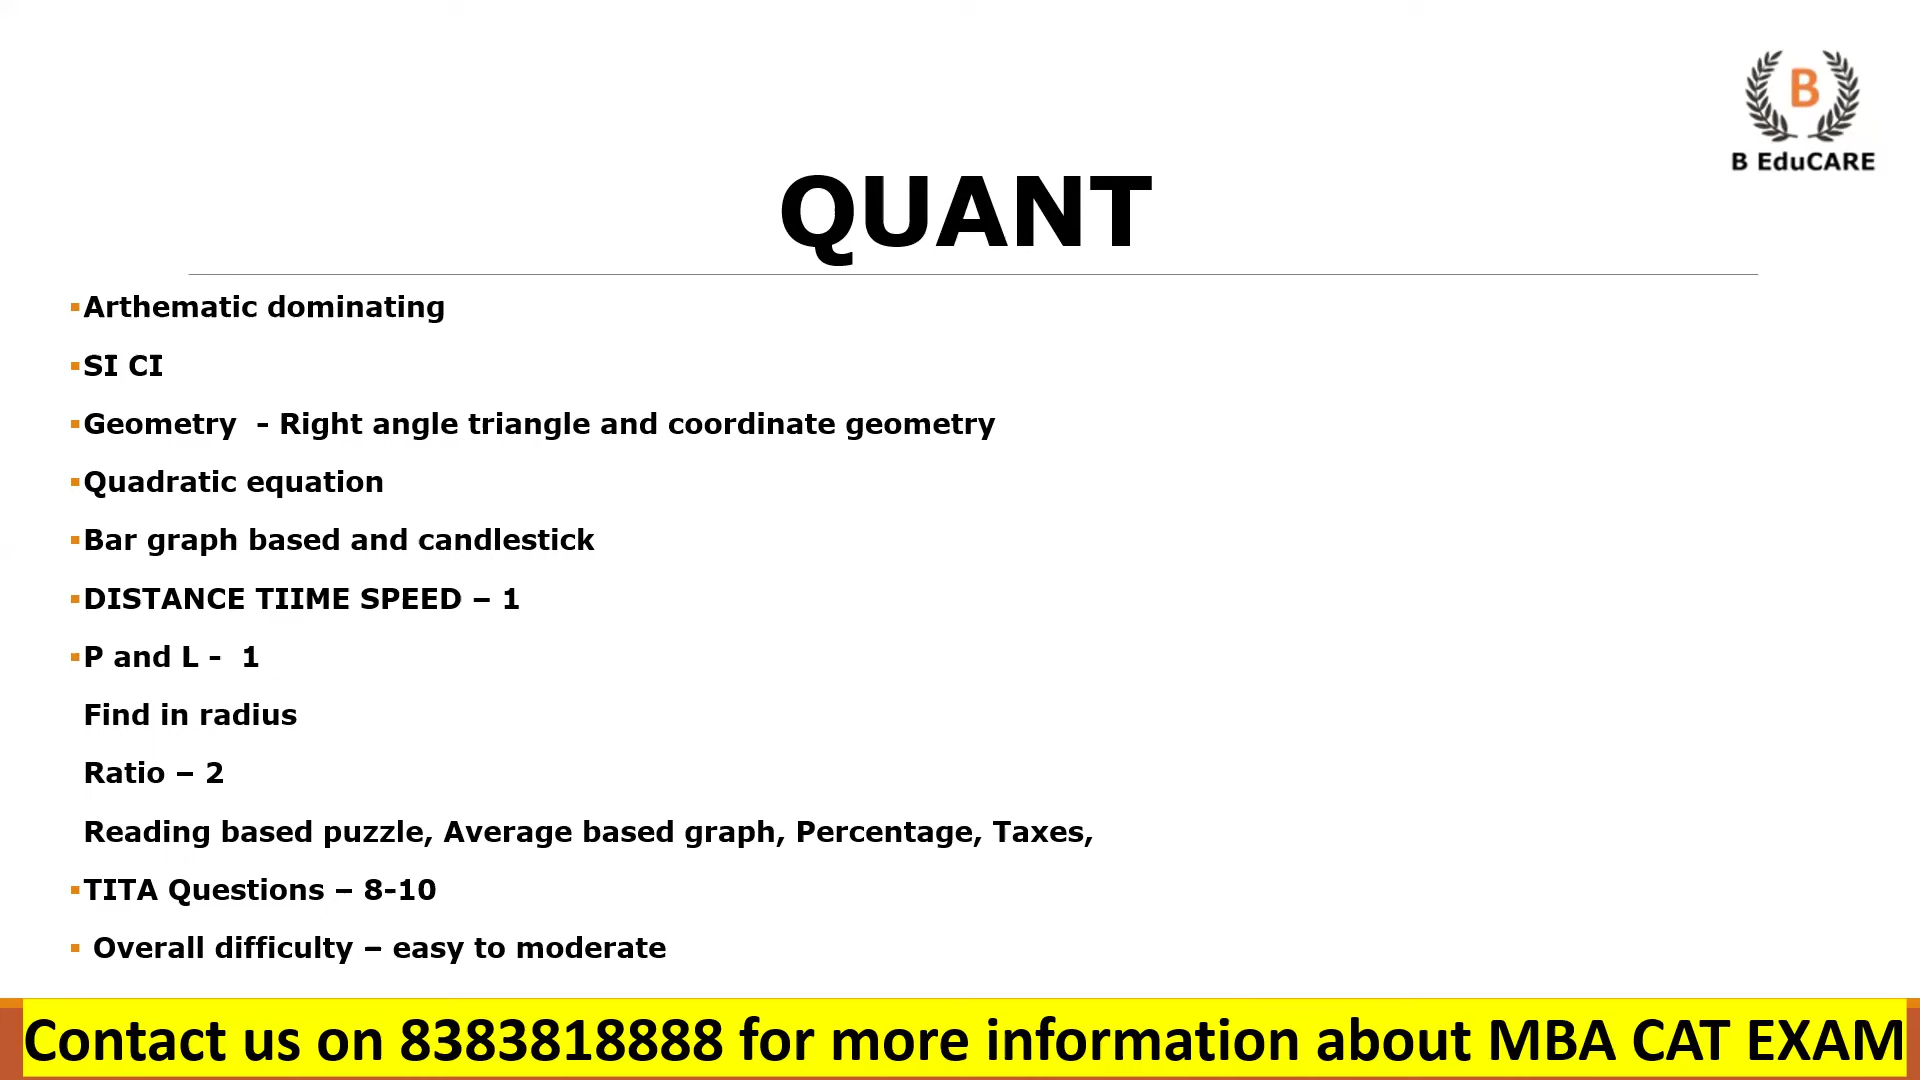 B
B EduCARE
QUANT
▪Arthematic dominating
▪SI CI
▪Geometry  - Right angle triangle and coordinate geometry
▪Quadratic equation
▪Bar graph based and candlestick
▪DISTANCE TIIME SPEED – 1
▪P and L -  1
Find in radius
Ratio – 2
Reading based puzzle, Average based graph, Percentage, Taxes,
▪TITA Questions – 8-10
▪ Overall difficulty – easy to moderate
Contact us on 8383818888 for more information about MBA CAT EXAM